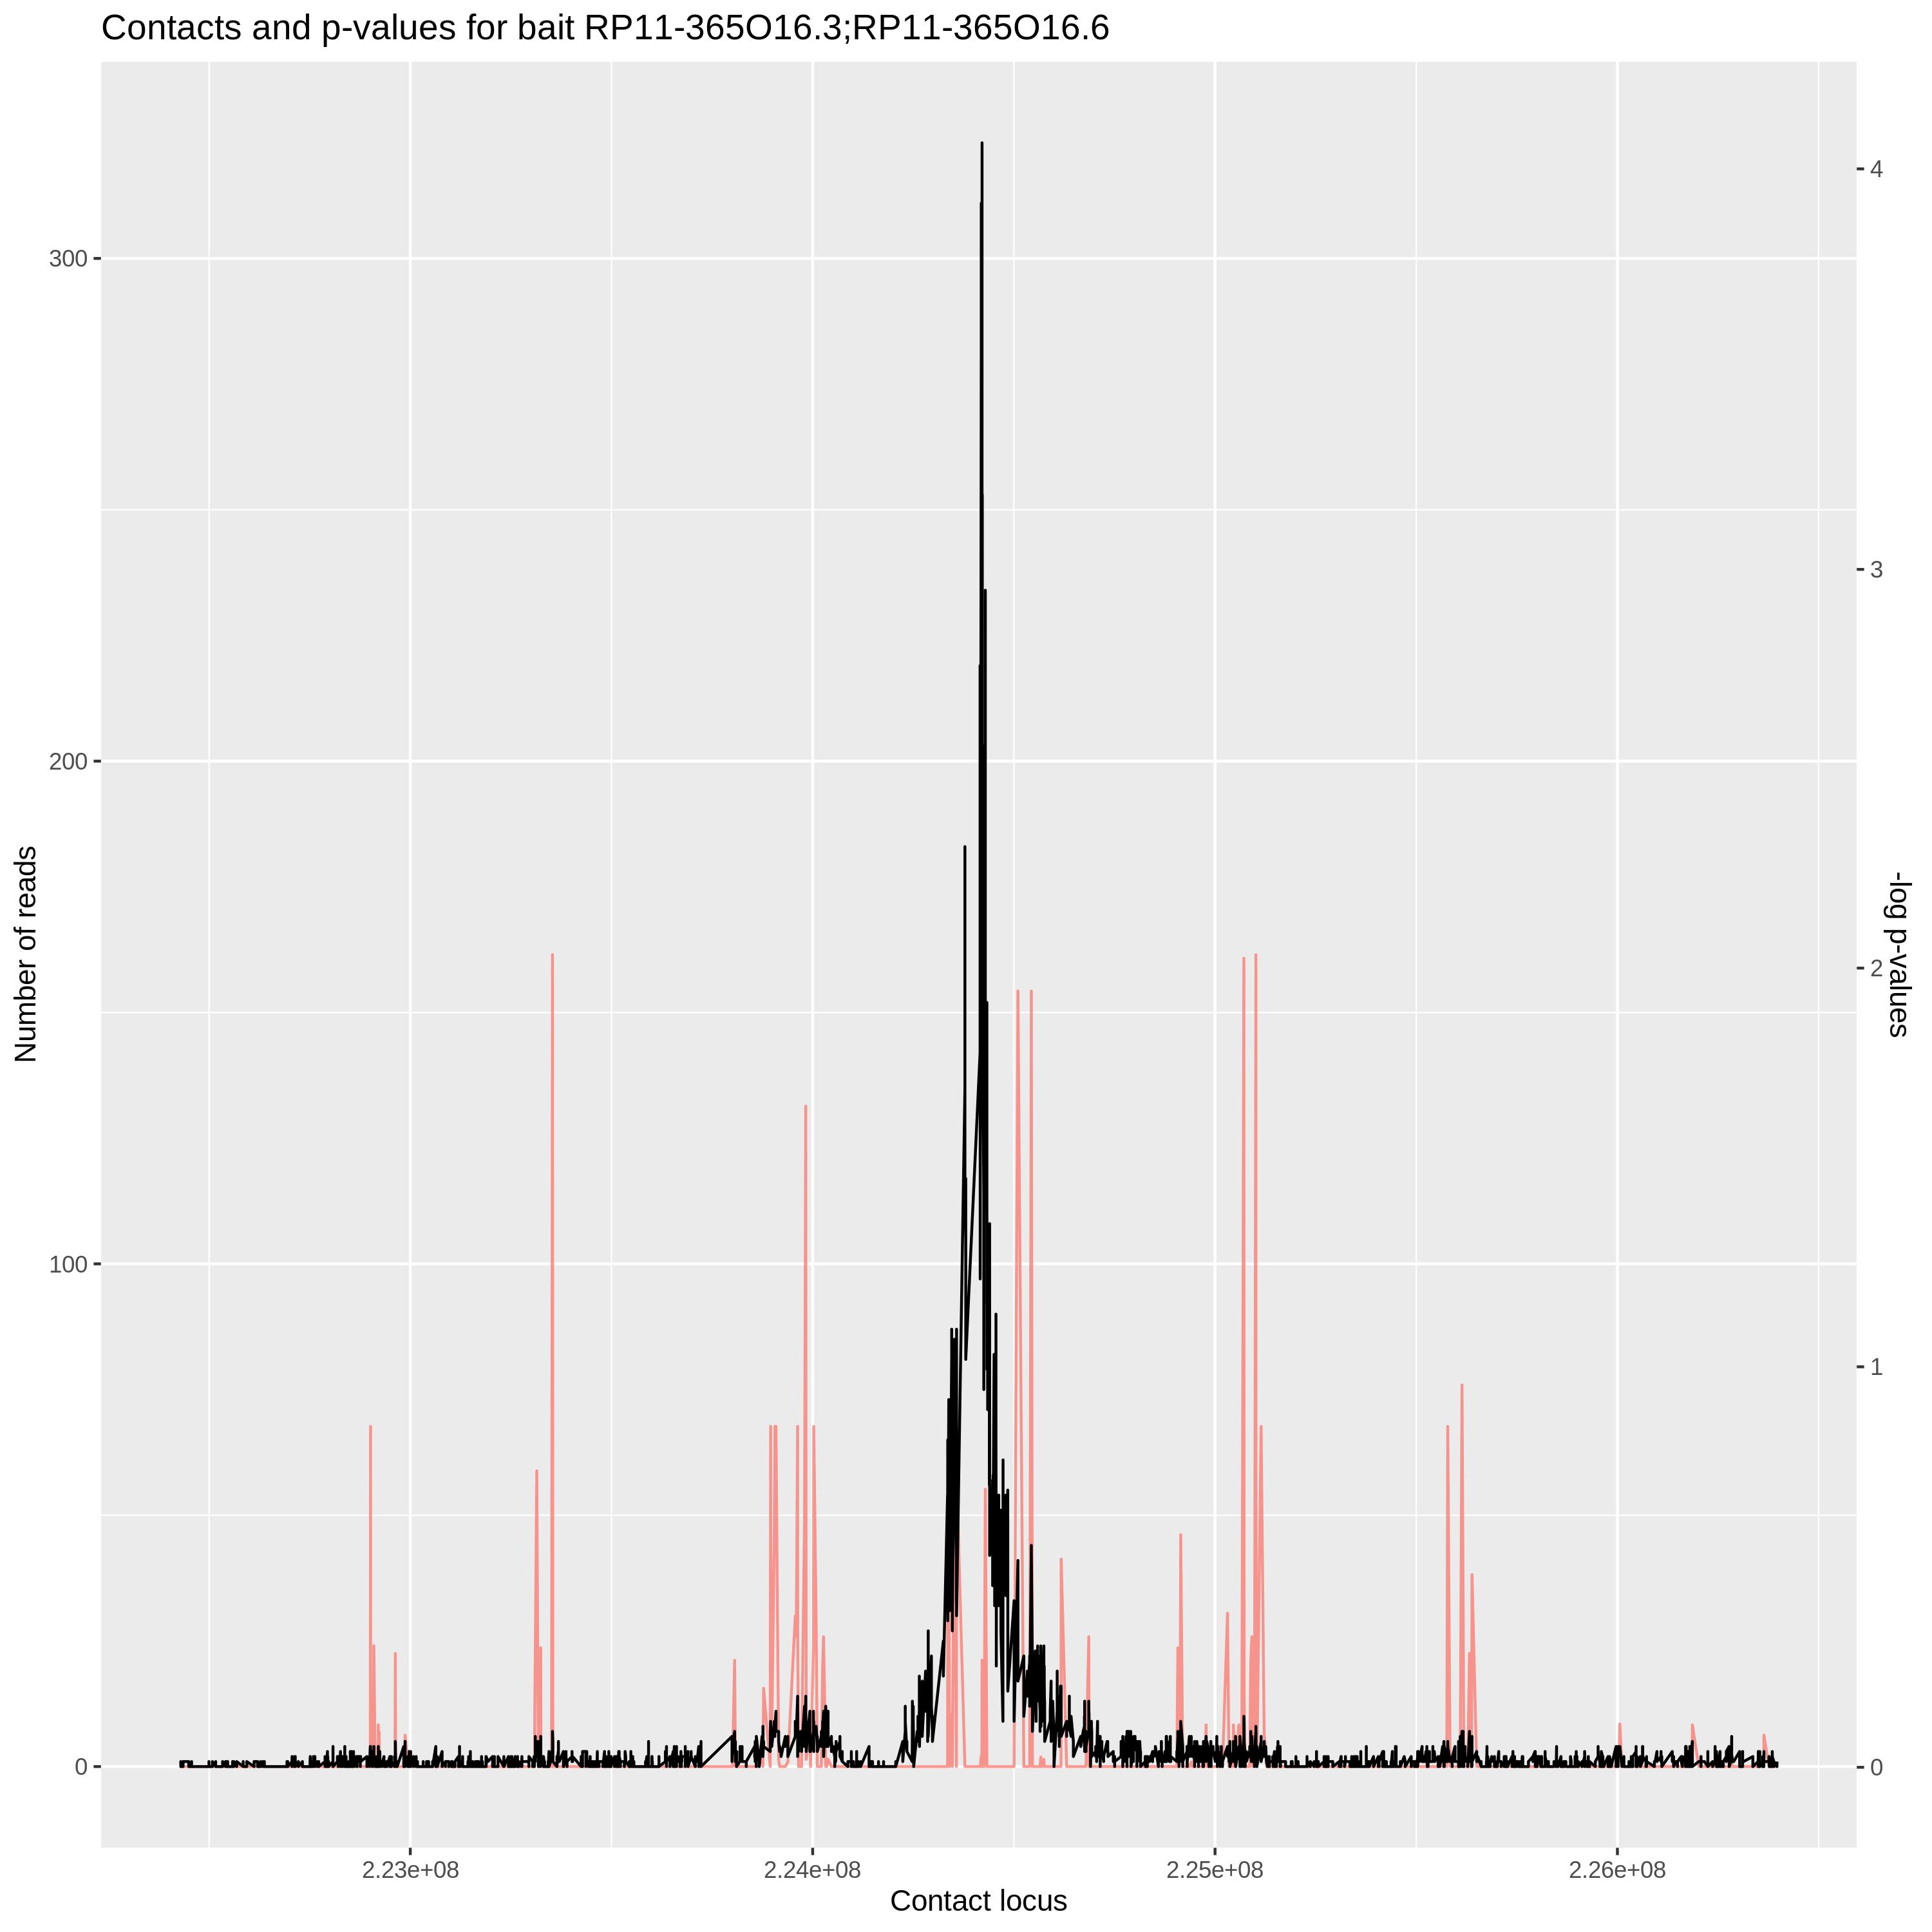 Contacts and p-values for bait RP11-365O16.3;RP11-365O16.6
300
200
100
0
Number of reads
4
3
2
1
0
-log p-values
2.23e+08 2.24e+08 2.25e+08 2.26e+08
Contact locus